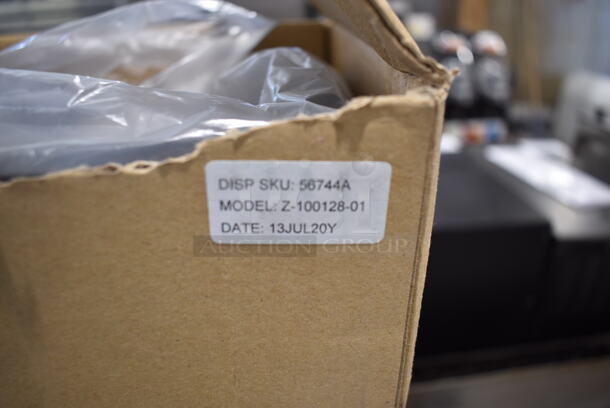 DISP SKU: 56744A
MODEL: Z-100128-01
DATE: 13JUL20Y
AUCTION GROUP